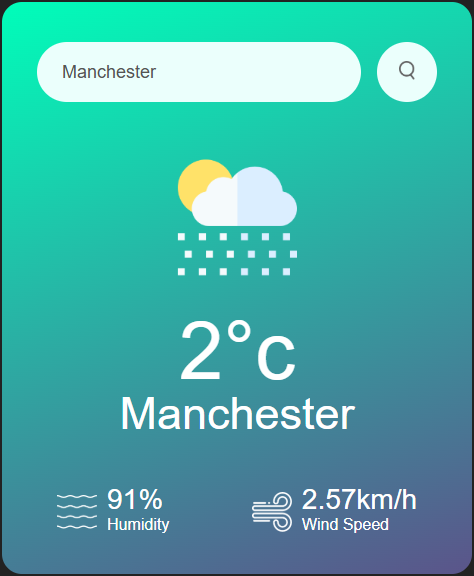 Manchester
2°c
Manchester
91%
Humidity
2.57km/h
Wind Speed